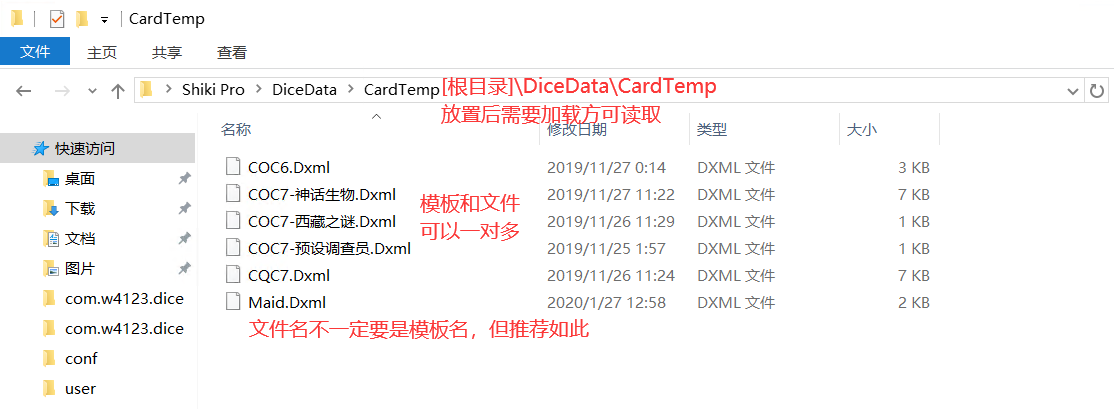 CardTemp
文件 主页 共享 查看
Shiki Pro DiceData CardTemp [根目录]\DiceData\CardTemp
放置后需要加载方可读取
名称 修改日期 类型 大小
快速访问
桌面
下载
文档
图片
com.w4123.dice
com.w4123.dice
conf
user
COC6.Dxml 2019/11/27 0:14 DXML 文件 3 KB
COC7-神话生物.Dxml 2019/11/27 11:22 DXML 文件 7 KB
COC7-西藏之谜.Dxml 2019/11/26 11:29 DXML 文件 1 KB
COC7-预设调查员.Dxml 2019/11/25 1:57 DXML 文件 1 KB
CQC7.Dxml 2019/11/26 11:24 DXML 文件 7 KB
Maid.Dxml 2020/1/27 12:58 DXML 文件 2 KB
模板和文件
可以一对多
文件名不一定要是模板名，但推荐如此